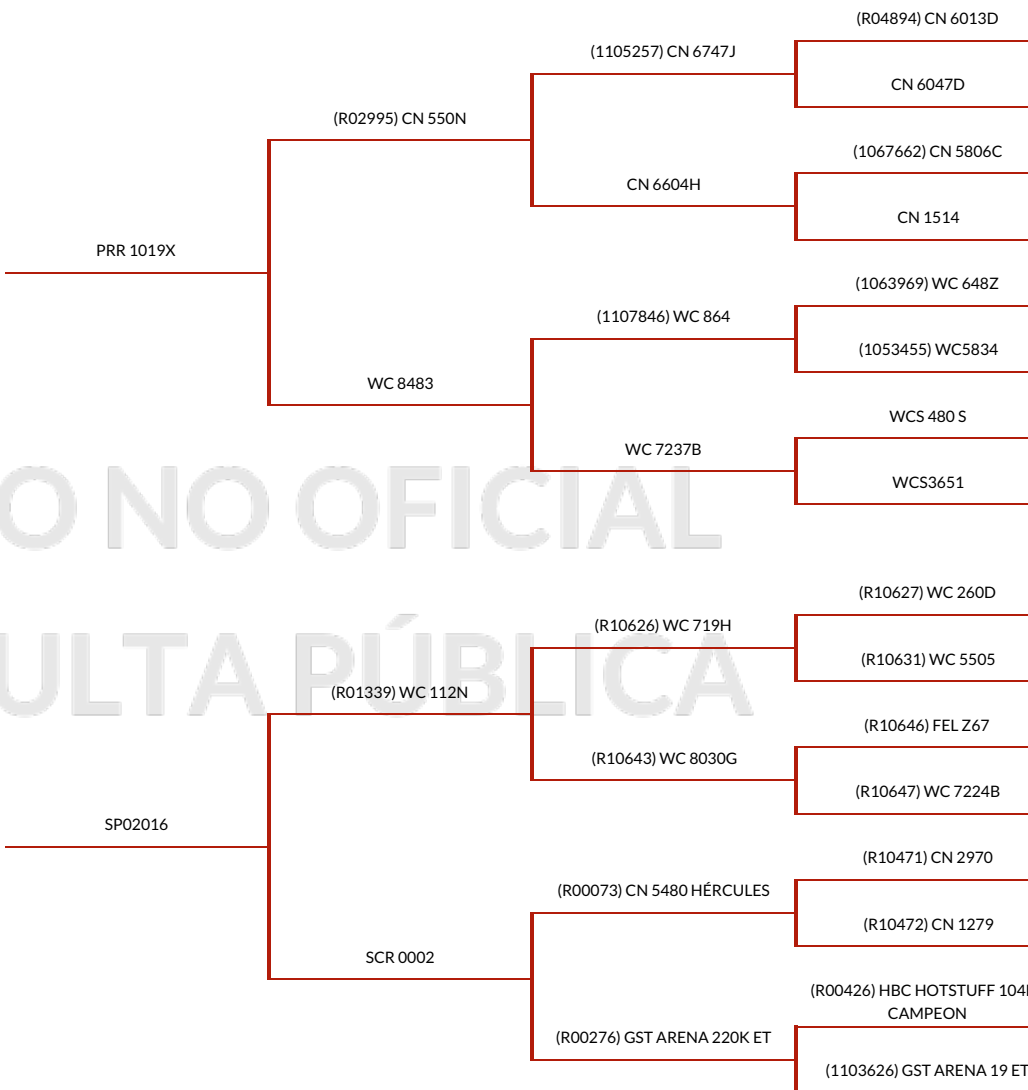 (R04894) CN 6013D
(1105257) CN 6747J
CN 6047D
(R02995) CN 550N
(1067662) CN 5806C
CN 6604H
CN 1514
PRR 1019X
(1063969) WC 648Z
(1107846) WC 864
(1053455) WC5834
WC 8483
WCS 480 S
WC 7237B
WCS3651
O NO OFICIAL
(R10627) WC 260D
(R10626) WC 719H
(R10631) WC 5505
ULTA PÚBLICA
(R01339) WC 112N
(R10646) FEL Z67
(R10643) WC 8030G
(R10647) WC 7224B
SP02016
(R10471) CN 2970
(R00073) CN 5480 HÉRCULES
(R10472) CN 1279
SCR 0002
(R00426) HBC HOTSTUFF
CAMPEON
(R00276) GST ARENA 220K ET
(1103626) GST ARENA 19 ET